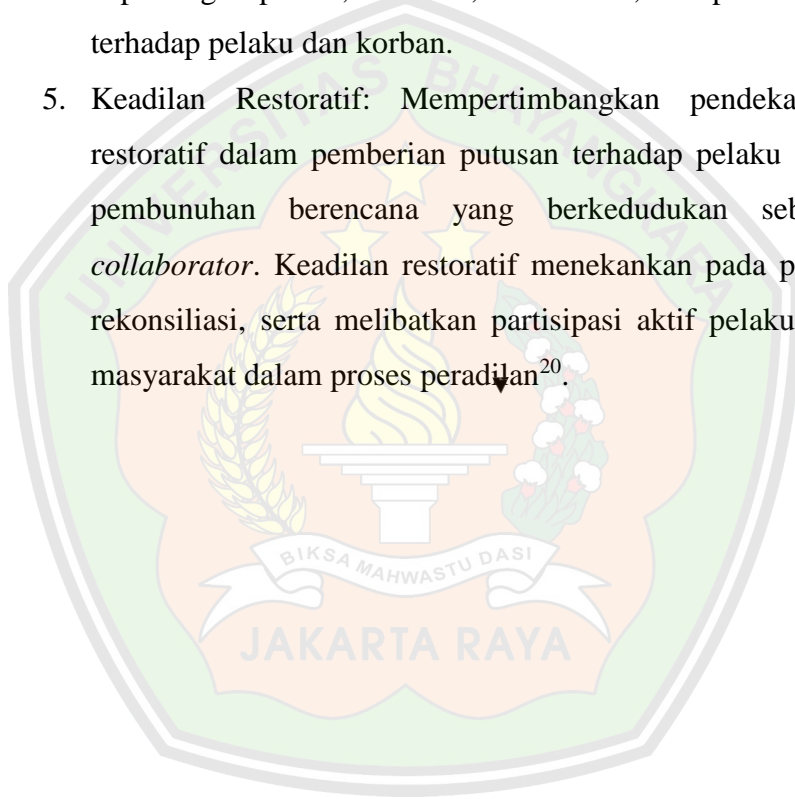 terhadap pelaku dan korban.
5. Keadilan Restoratif: Mempertimbangkan
restoratif dalam pemberian putusan terhadap pelaku
pembunuhan berencana yang berkedudukan
collaborator. Keadilan restoratif menekankan pada
rekonsiliasi, serta melibatkan partisipasi aktif pelaku
masyarakat dalam proses peradilan20.
UNIVERSITAS BHAYANGKARA
BIKSA MAHWASTU DASI
JAKARTA RAYA